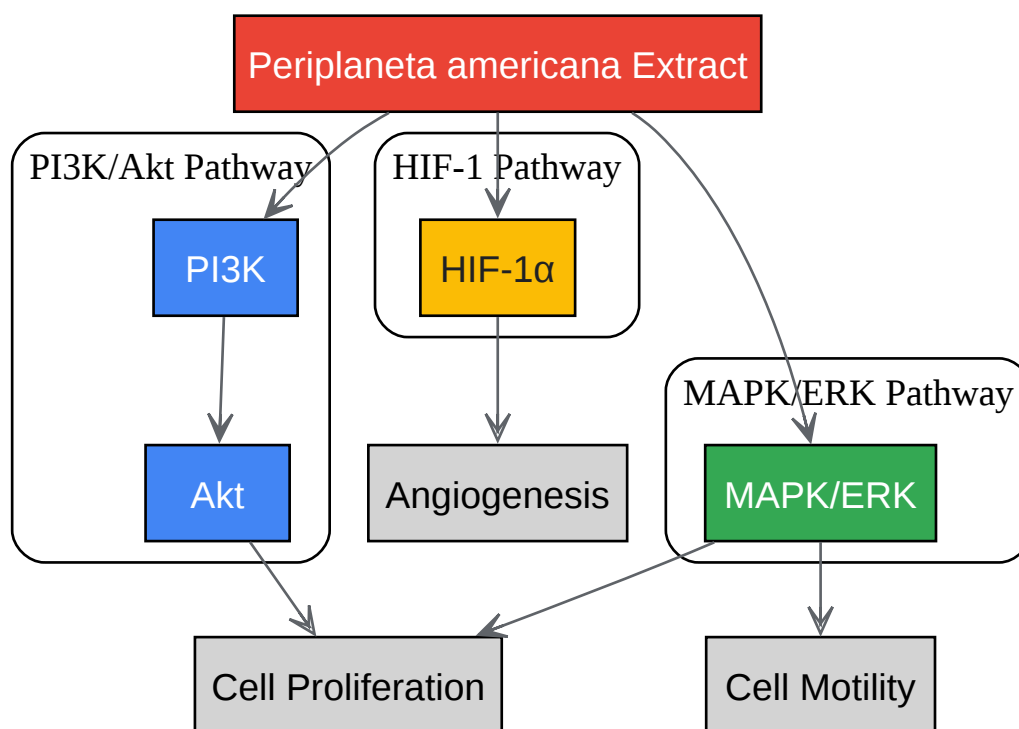 Periplaneta americana Extract
PI3K/Akt Pathway
HIF-1 Pathway
PI3K
HIF-1α
MAPK/ERK Pathway
Akt
Angiogenesis
MAPK/ERK
Cell Proliferation
Cell Motility